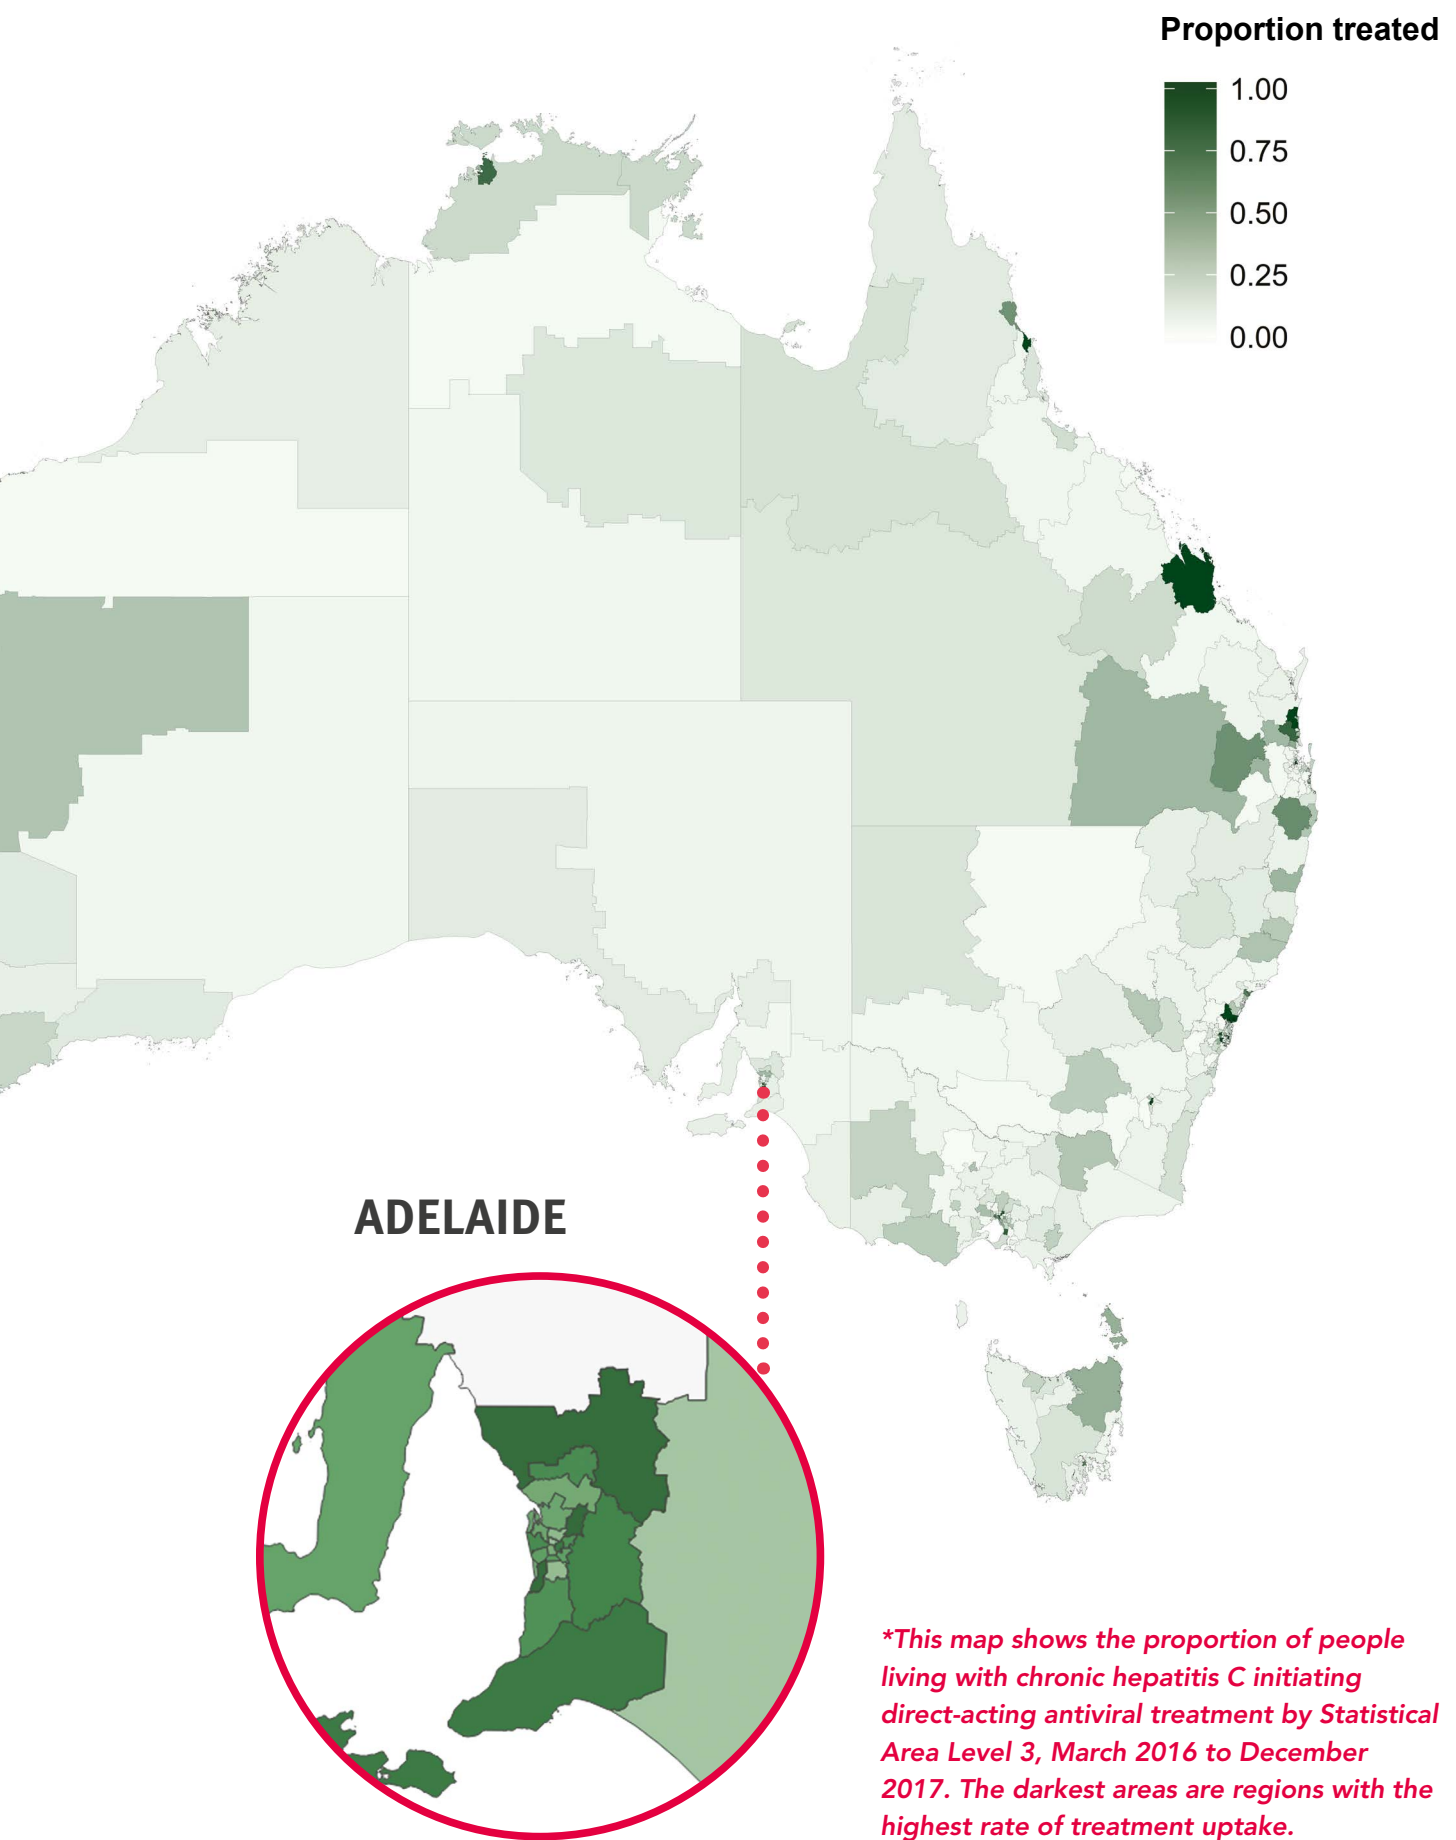 Proportion treated
1.00
0.75
0.50
0.25
0.00
ADELAIDE
*This map shows the proportion of people
living with chronic hepatitis C initiating
direct-acting antiviral treatment by Statistical
Area Level 3, March 2016 to December
2017. The darkest areas are regions with the
highest rate of treatment uptake.